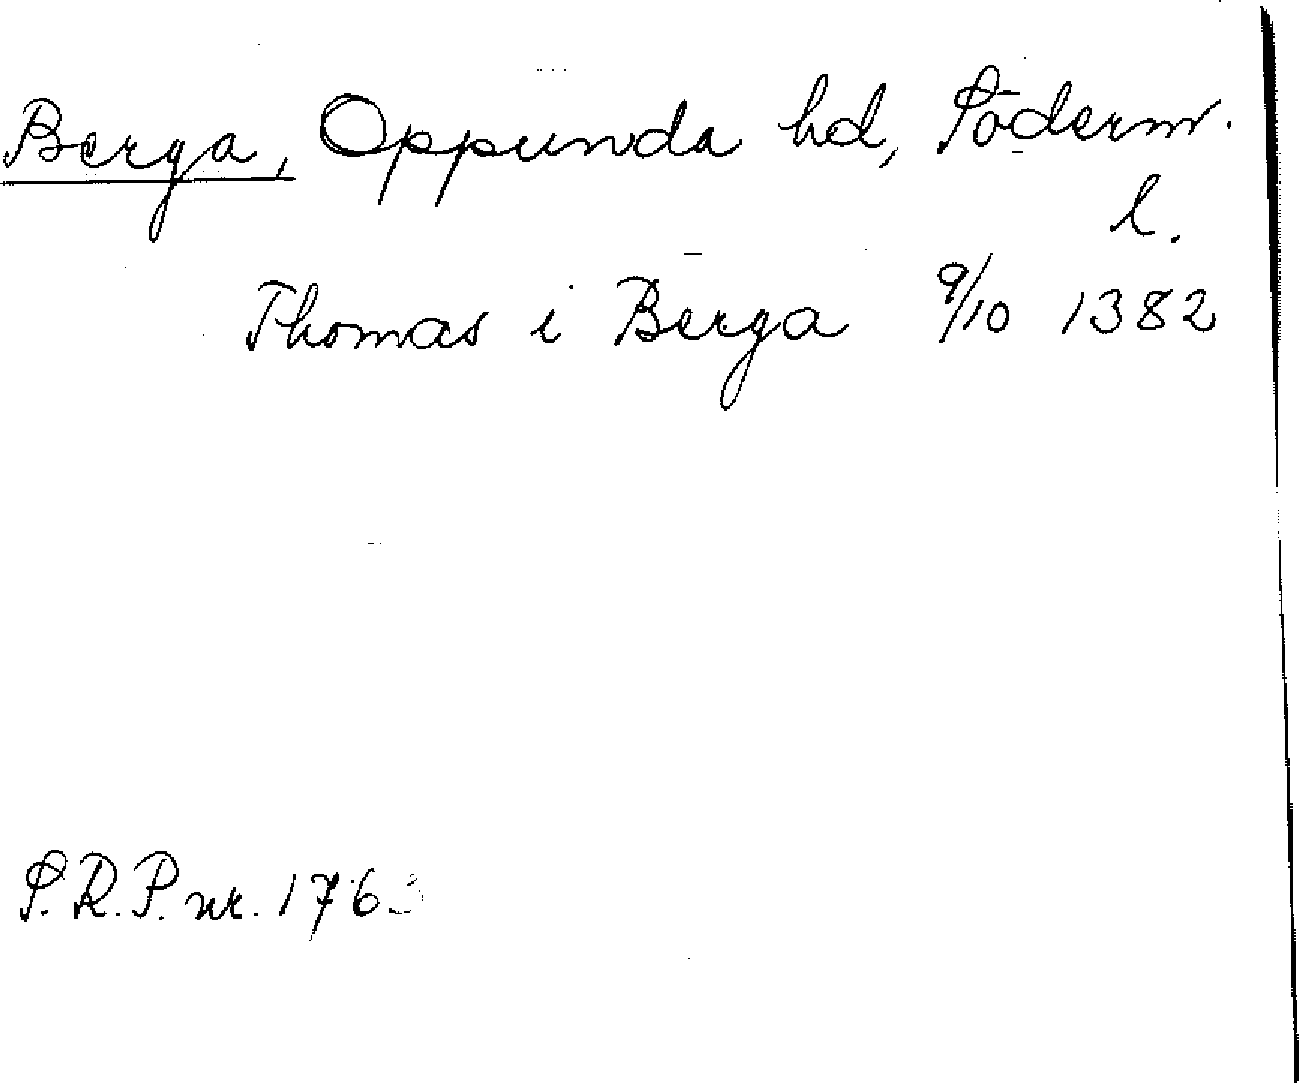 Berga, Oppunda hd, Söderm.
l.
Thomas i Berga 9/10 1382
S.R.P. nr. 1763